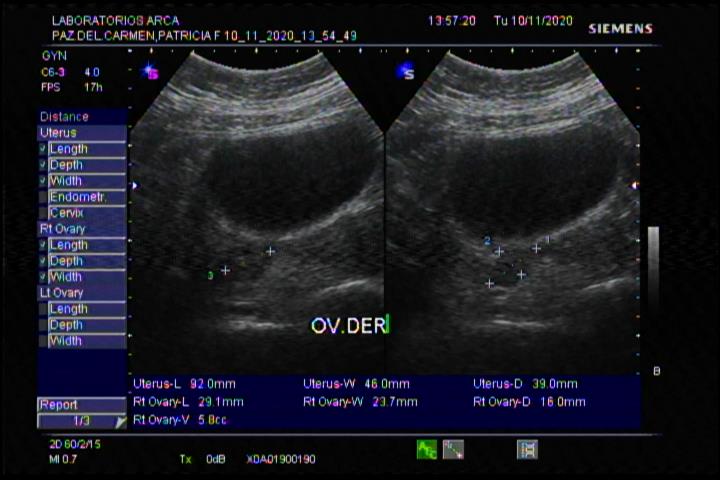 LABORATORIOS ARCA 13:57:20 Tu 10/11/2020
PAZ DEL CARMEN,PATRICIA F 10_11_2020_13_54_49 SIEMENS
GYN
C6-3 4.0
FPS 17h
S
S
Distance
Uterus
Length
Depth
Width
Endometr.
Cervix
Rt Ovary
Length
Depth
Width
Lt Ovary
Length
Depth
Width
2 1
3
OV.DER
B
Uterus-L 92.0mm Uterus-W 46.0mm Uterus-D 39.0mm
Rt Ovary-L 29.1mm Rt Ovary-W 23.7mm Rt Ovary-D 16.0mm
Rt Ovary-V 5.8cc
Report
1/3
2D 60/2/15
MI 0.7 Tx 0dB XDA01900190